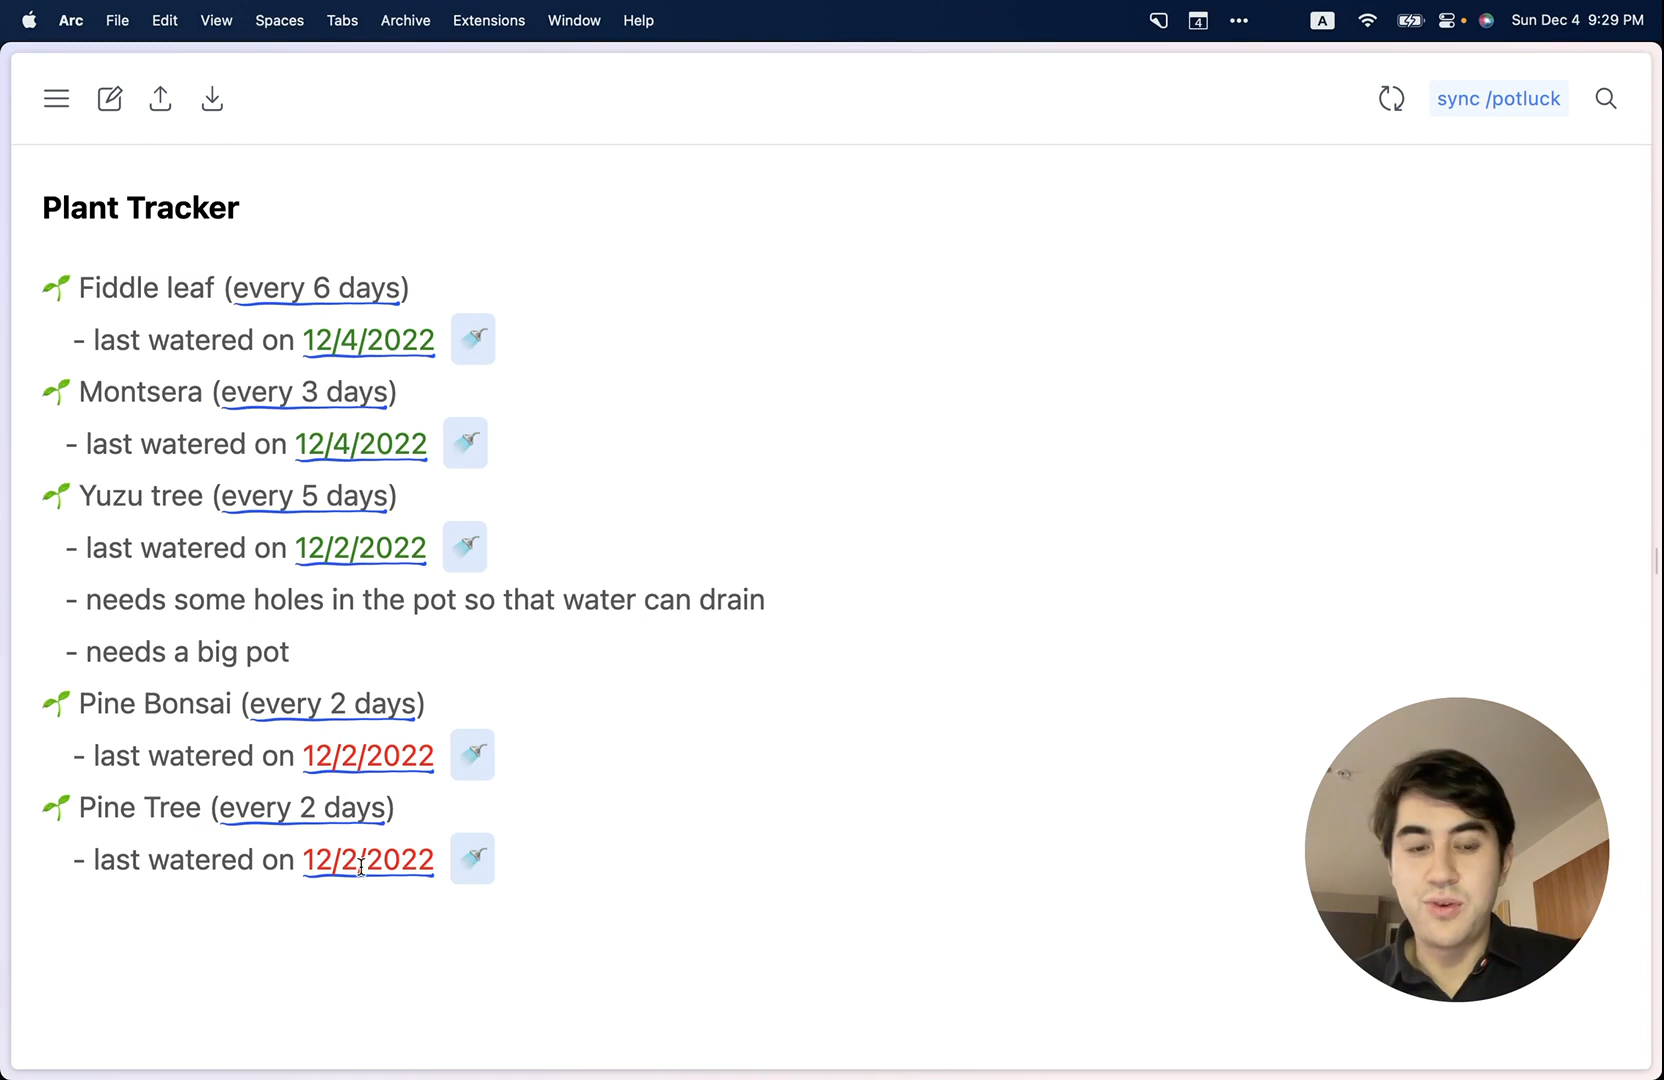 Arc File Edit View Spaces Tabs Archive Extensions Window Help 4 A Sun Dec 4 9:29 PM
sync /potluck
Plant Tracker
Fiddle leaf (every 6 days)
- last watered on 12/4/2022
Montsera (every 3 days)
- last watered on 12/4/2022
Yuzu tree (every 5 days)
- last watered on 12/2/2022
- needs some holes in the pot so that water can drain
- needs a big pot
Pine Bonsai (every 2 days)
- last watered on 12/2/2022
Pine Tree (every 2 days)
- last watered on 12/2/2022